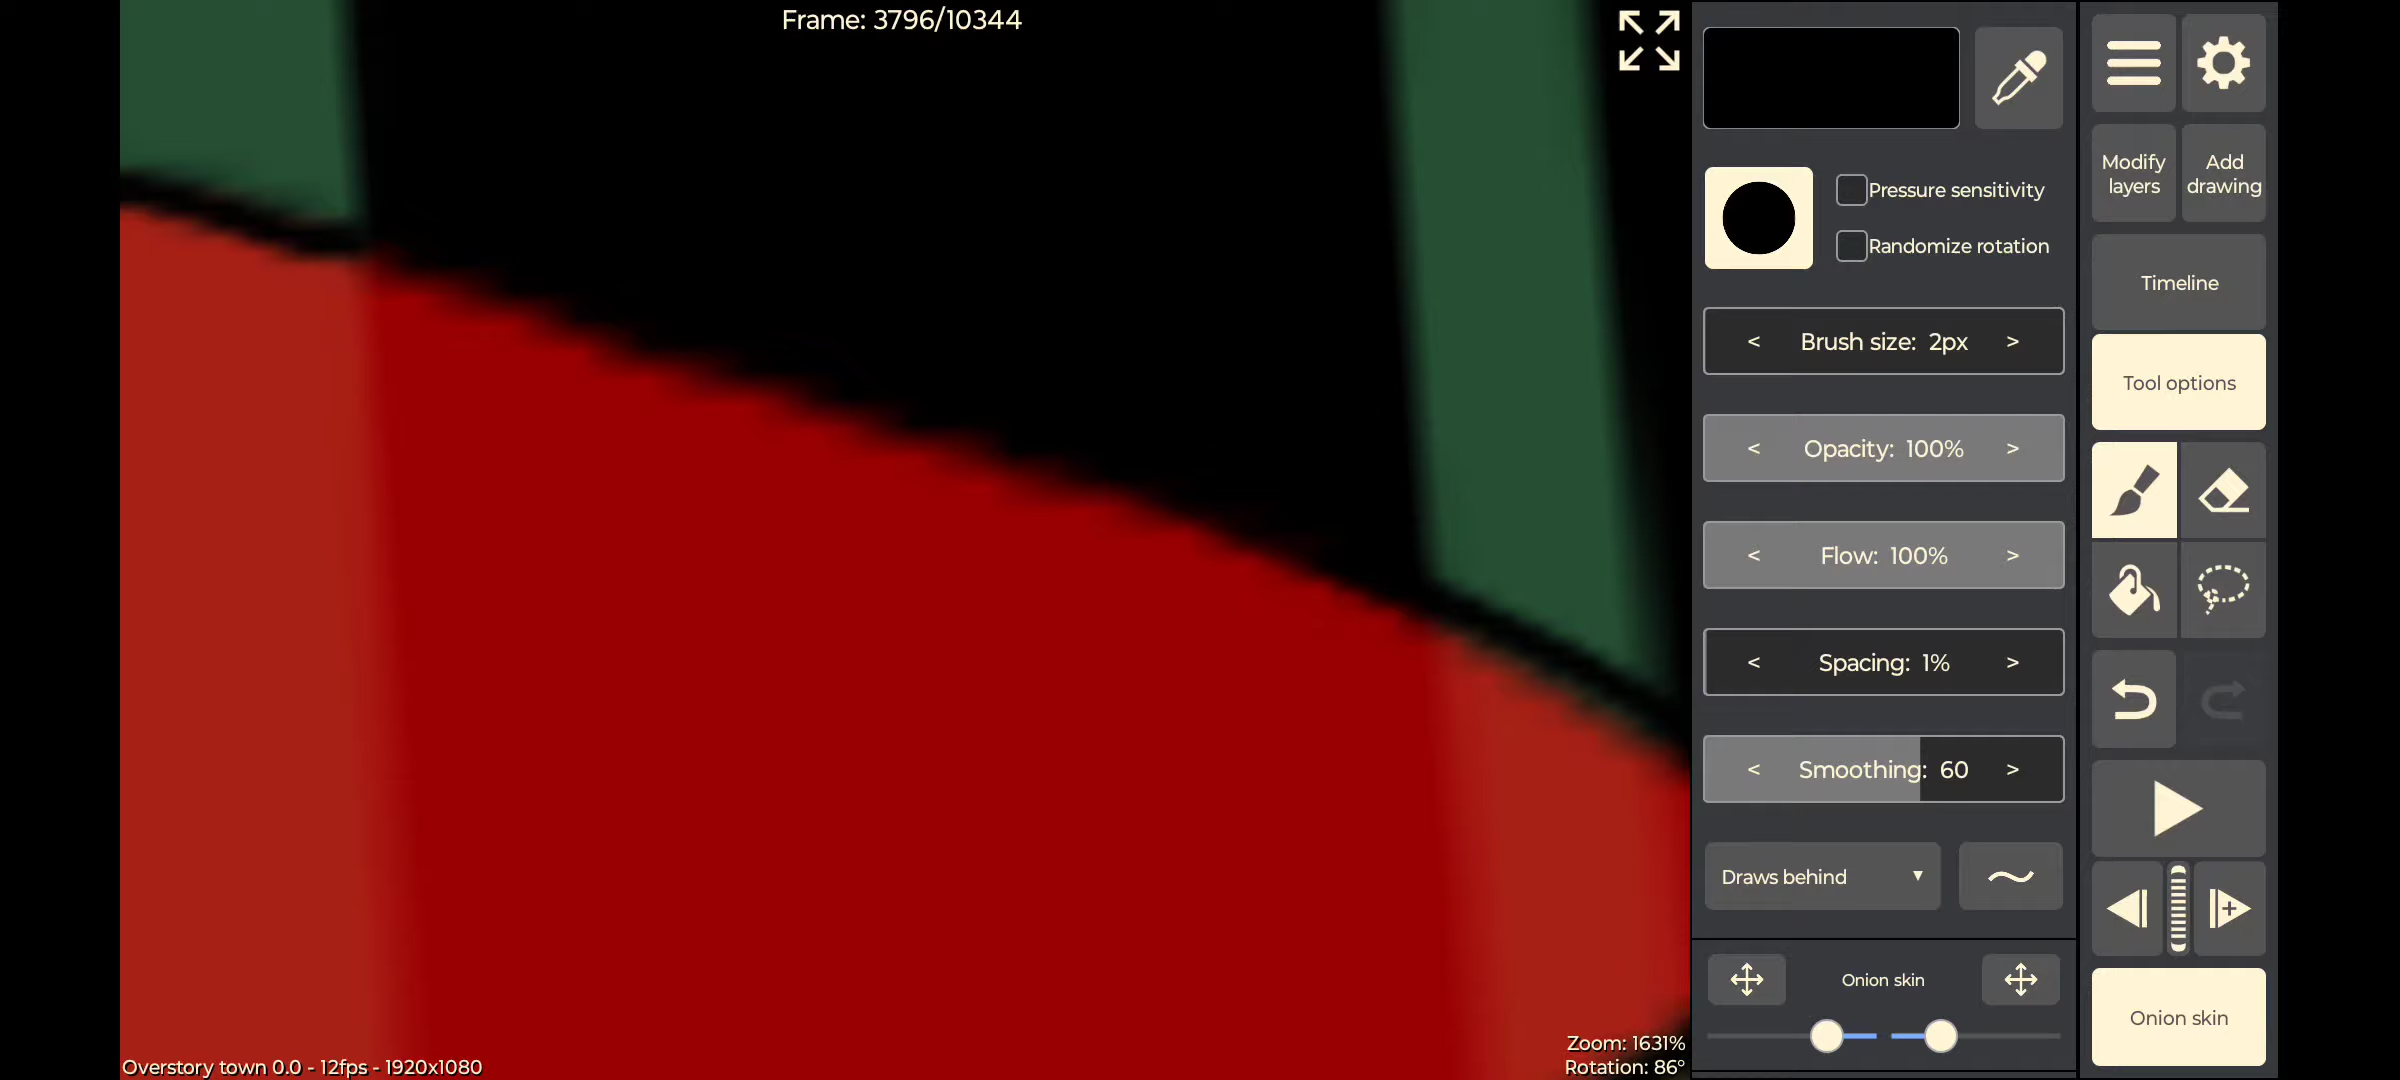 Frame: 3796/10344
Modify layers
Add drawing
Pressure sensitivity
Randomize rotation
Timeline
< Brush size: 2px >
Tool options
< Opacity: 100% >
< Flow: 100% >
< Spacing: 1% >
< Smoothing: 60 >
Draws behind
Onion skin
Onion skin
Zoom: 1631%
Rotation: 86°
Overstory town 0.0 - 12fps - 1920x1080